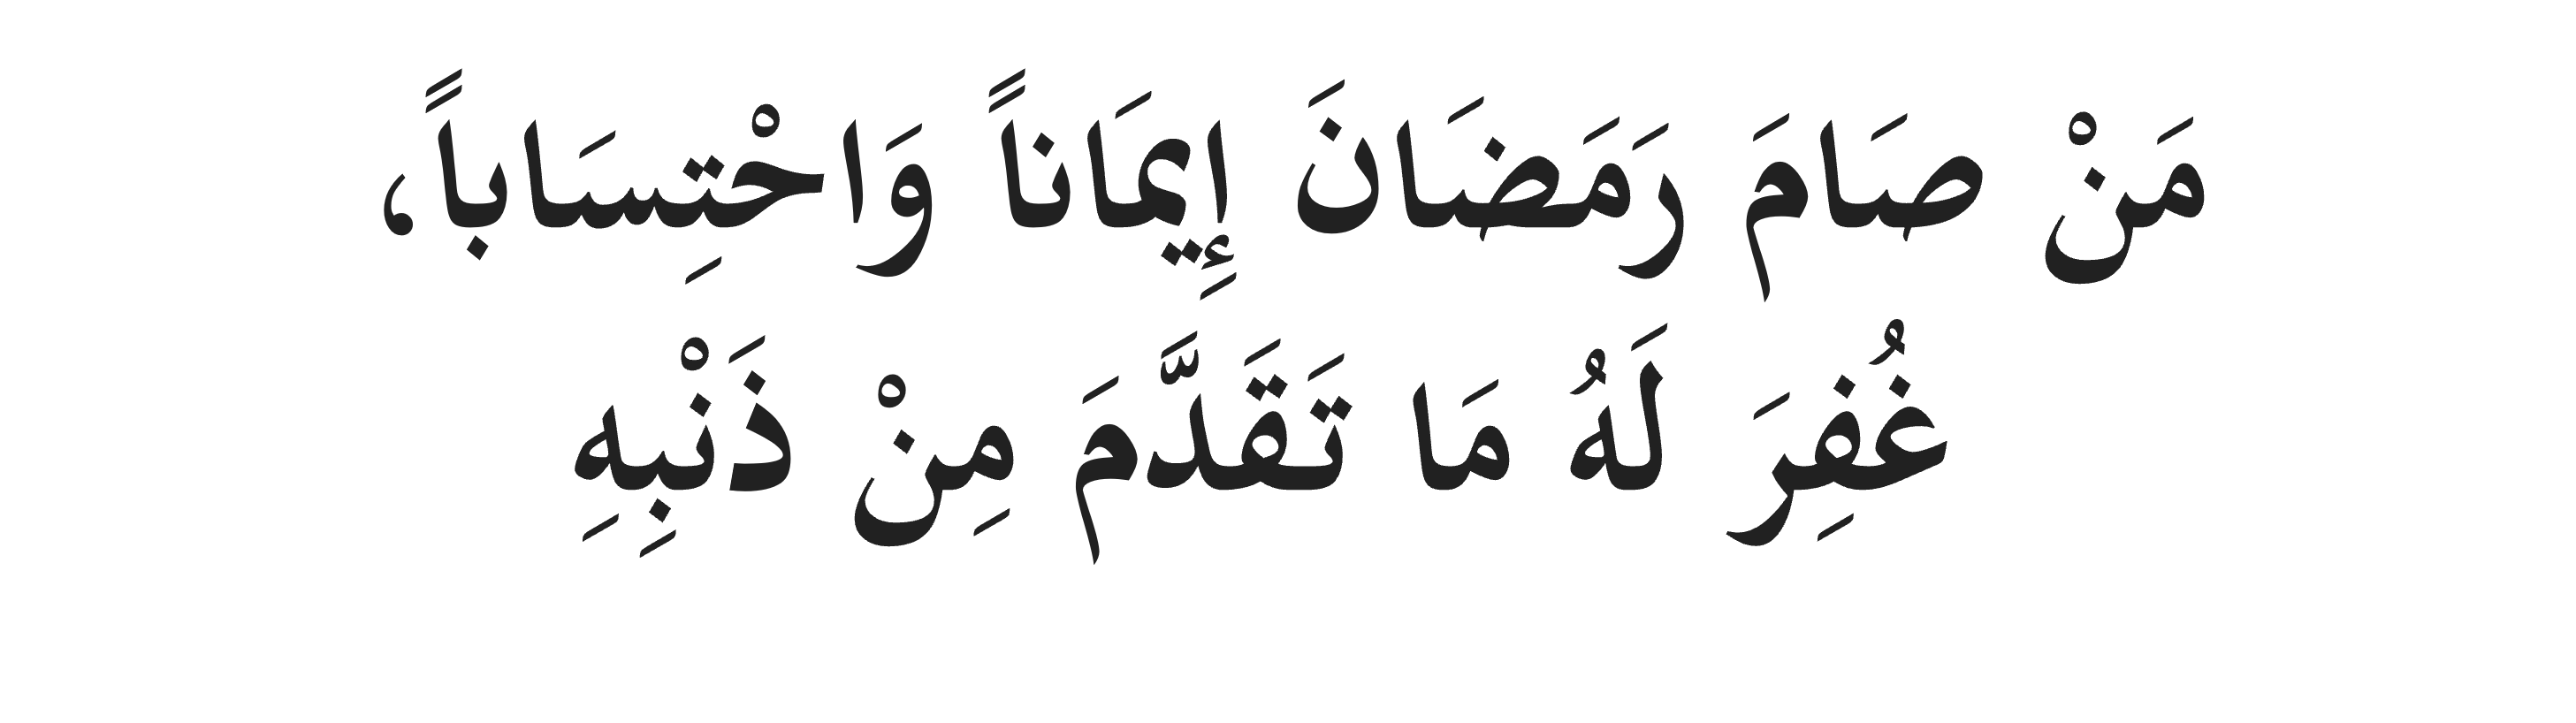 مَنْ صَامَ رَمَضَانَ إِيمَاناً وَاحْتِسَاباً،
غُفِرَ لَهُ مَا تَقَدَّمَ مِنْ ذَنْبِهِ